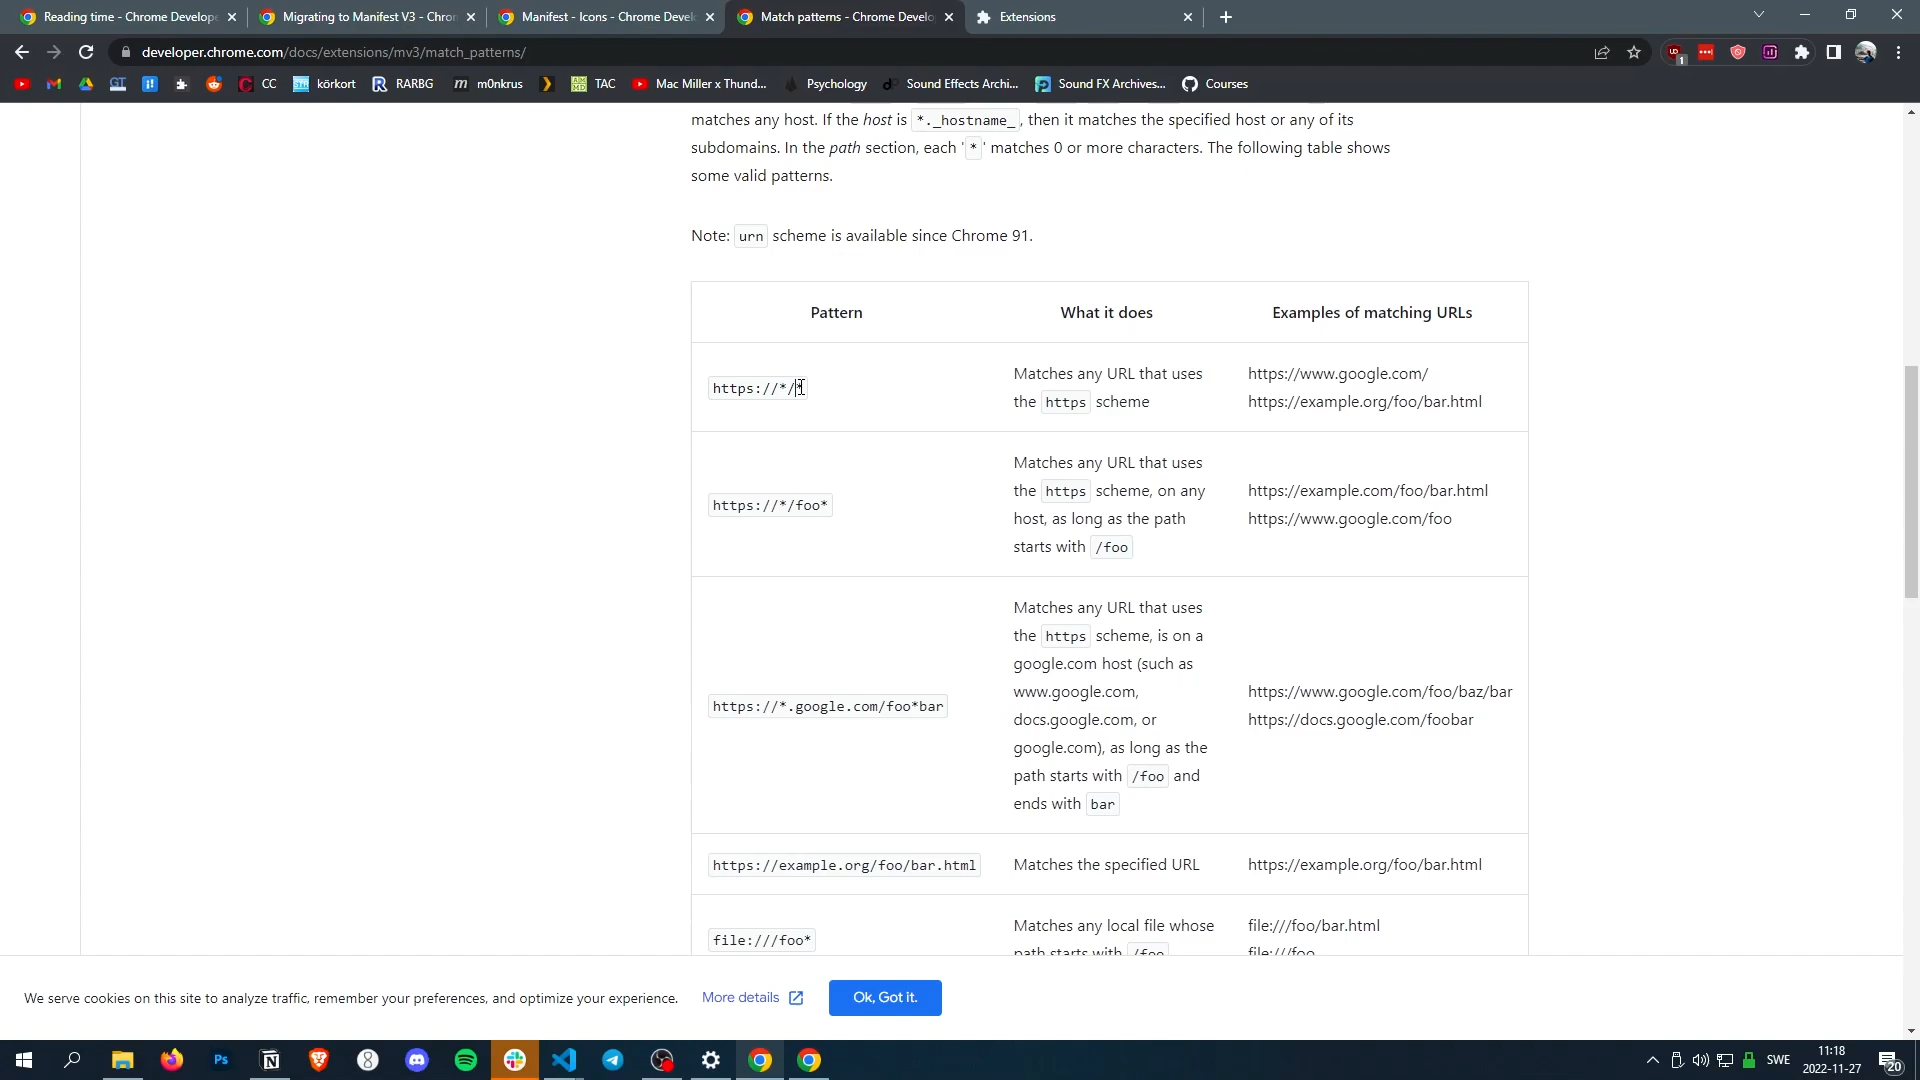 Reading time - Chrome Develope
Migrating to Manifest V3 - Chron
Manifest - Icons - Chrome Devel
Match patterns - Chrome Develo
Extensions
developer.chrome.com/docs/extensions/mv3/match_patterns/
CC
körkort
RARBG
m0nkrus
TAC
Mac Miller x Thund...
Psychology
Sound Effects Archi...
Sound FX Archives...
Courses
matches any host. If the host is *._hostname_, then it matches the specified host or any of its
subdomains. In the path section, each '*' matches 0 or more characters. The following table shows
some valid patterns.
Note: urn scheme is available since Chrome 91.
Pattern
What it does
Examples of matching URLs
https://*/*
Matches any URL that uses
the https scheme
https://www.google.com/
https://example.org/foo/bar.html
https://*/foo*
Matches any URL that uses
the https scheme, on any
host, as long as the path
starts with /foo
https://example.com/foo/bar.html
https://www.google.com/foo
https://*.google.com/foo*bar
Matches any URL that uses
the https scheme, is on a
google.com host (such as
www.google.com,
docs.google.com, or
google.com), as long as the
path starts with /foo and
ends with bar
https://www.google.com/foo/baz/bar
https://docs.google.com/foobar
https://example.org/foo/bar.html
Matches the specified URL
https://example.org/foo/bar.html
file:///foo*
Matches any local file whose
path starts with /foo
file:///foo/bar.html
file:///foo
We serve cookies on this site to analyze traffic, remember your preferences, and optimize your experience.
More details
Ok, Got it.
SWE
11:18
2022-11-27
20